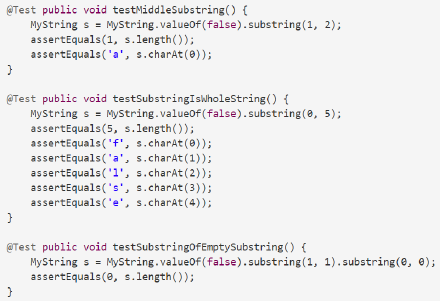 @Test public void testMiddleSubstring() {
    MyString s = MyString.valueOf(false).substring(1, 2);
    assertEquals(1, s.length());
    assertEquals('a', s.charAt(0));
}

@Test public void testSubstringIsWholeString() {
    MyString s = MyString.valueOf(false).substring(0, 5);
    assertEquals(5, s.length());
    assertEquals('f', s.charAt(0));
    assertEquals('a', s.charAt(1));
    assertEquals('l', s.charAt(2));
    assertEquals('s', s.charAt(3));
    assertEquals('e', s.charAt(4));
}

@Test public void testSubstringOfEmptySubstring() {
    MyString s = MyString.valueOf(false).substring(1, 1).substring(0, 0);
    assertEquals(0, s.length());
}